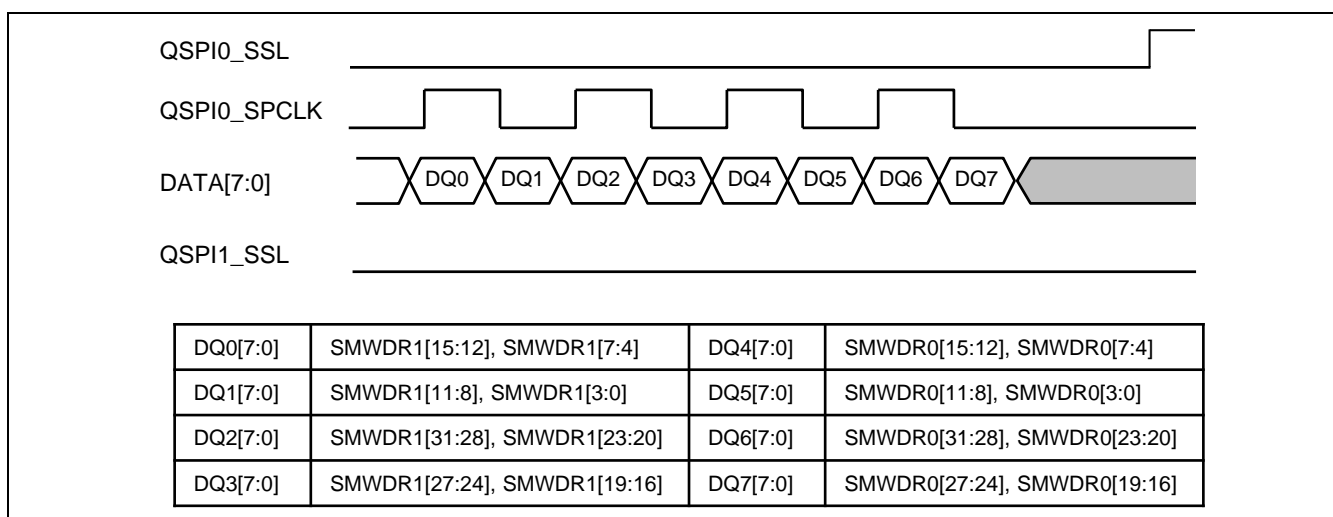 QSPI0_SSL
QSPI0_SPCLK
DATA[7:0] DQ0 DQ1 DQ2 DQ3 DQ4 DQ5 DQ6 DQ7
QSPI1_SSL
DQ0[7:0] SMWDR1[15:12], SMWDR1[7:4] DQ4[7:0] SMWDR0[15:12], SMWDR0[7:4]
DQ1[7:0] SMWDR1[11:8], SMWDR1[3:0] DQ5[7:0] SMWDR0[11:8], SMWDR0[3:0]
DQ2[7:0] SMWDR1[31:28], SMWDR1[23:20] DQ6[7:0] SMWDR0[31:28], SMWDR0[23:20]
DQ3[7:0] SMWDR1[27:24], SMWDR1[19:16] DQ7[7:0] SMWDR0[27:24], SMWDR0[19:16]